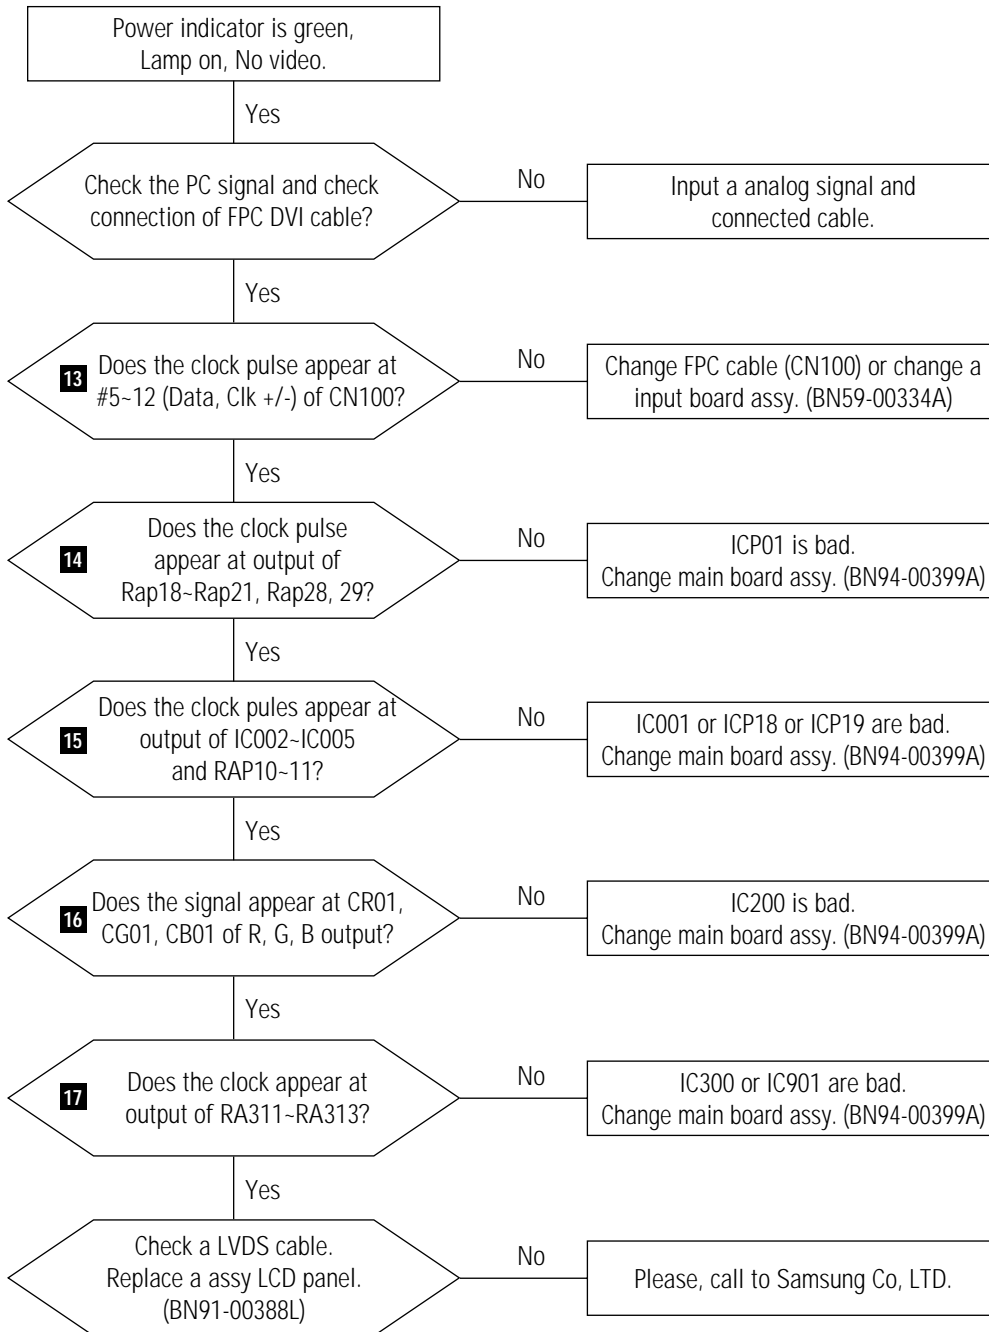 Power indicator is green,
Lamp on, No video.
Yes
Check the PC signal and check
connection of FPC DVI cable?
No
Input a analog signal and
connected cable.
Yes
13
Does the clock pulse appear at
#5~12 (Data, Clk +/-) of CN100?
No
Change FPC cable (CN100) or change a
input board assy. (BN59-00334A)
Yes
14
Does the clock pulse
appear at output of
Rap18~Rap21, Rap28, 29?
No
ICP01 is bad.
Change main board assy. (BN94-00399A)
Yes
15
Does the clock pules appear at
output of IC002~IC005
and RAP10~11?
No
IC001 or ICP18 or ICP19 are bad.
Change main board assy. (BN94-00399A)
Yes
16
Does the signal appear at CR01,
CG01, CB01 of R, G, B output?
No
IC200 is bad.
Change main board assy. (BN94-00399A)
Yes
17
Does the clock appear at
output of RA311~RA313?
No
IC300 or IC901 are bad.
Change main board assy. (BN94-00399A)
Yes
Check a LVDS cable.
Replace a assy LCD panel.
(BN91-00388L)
No
Please, call to Samsung Co, LTD.